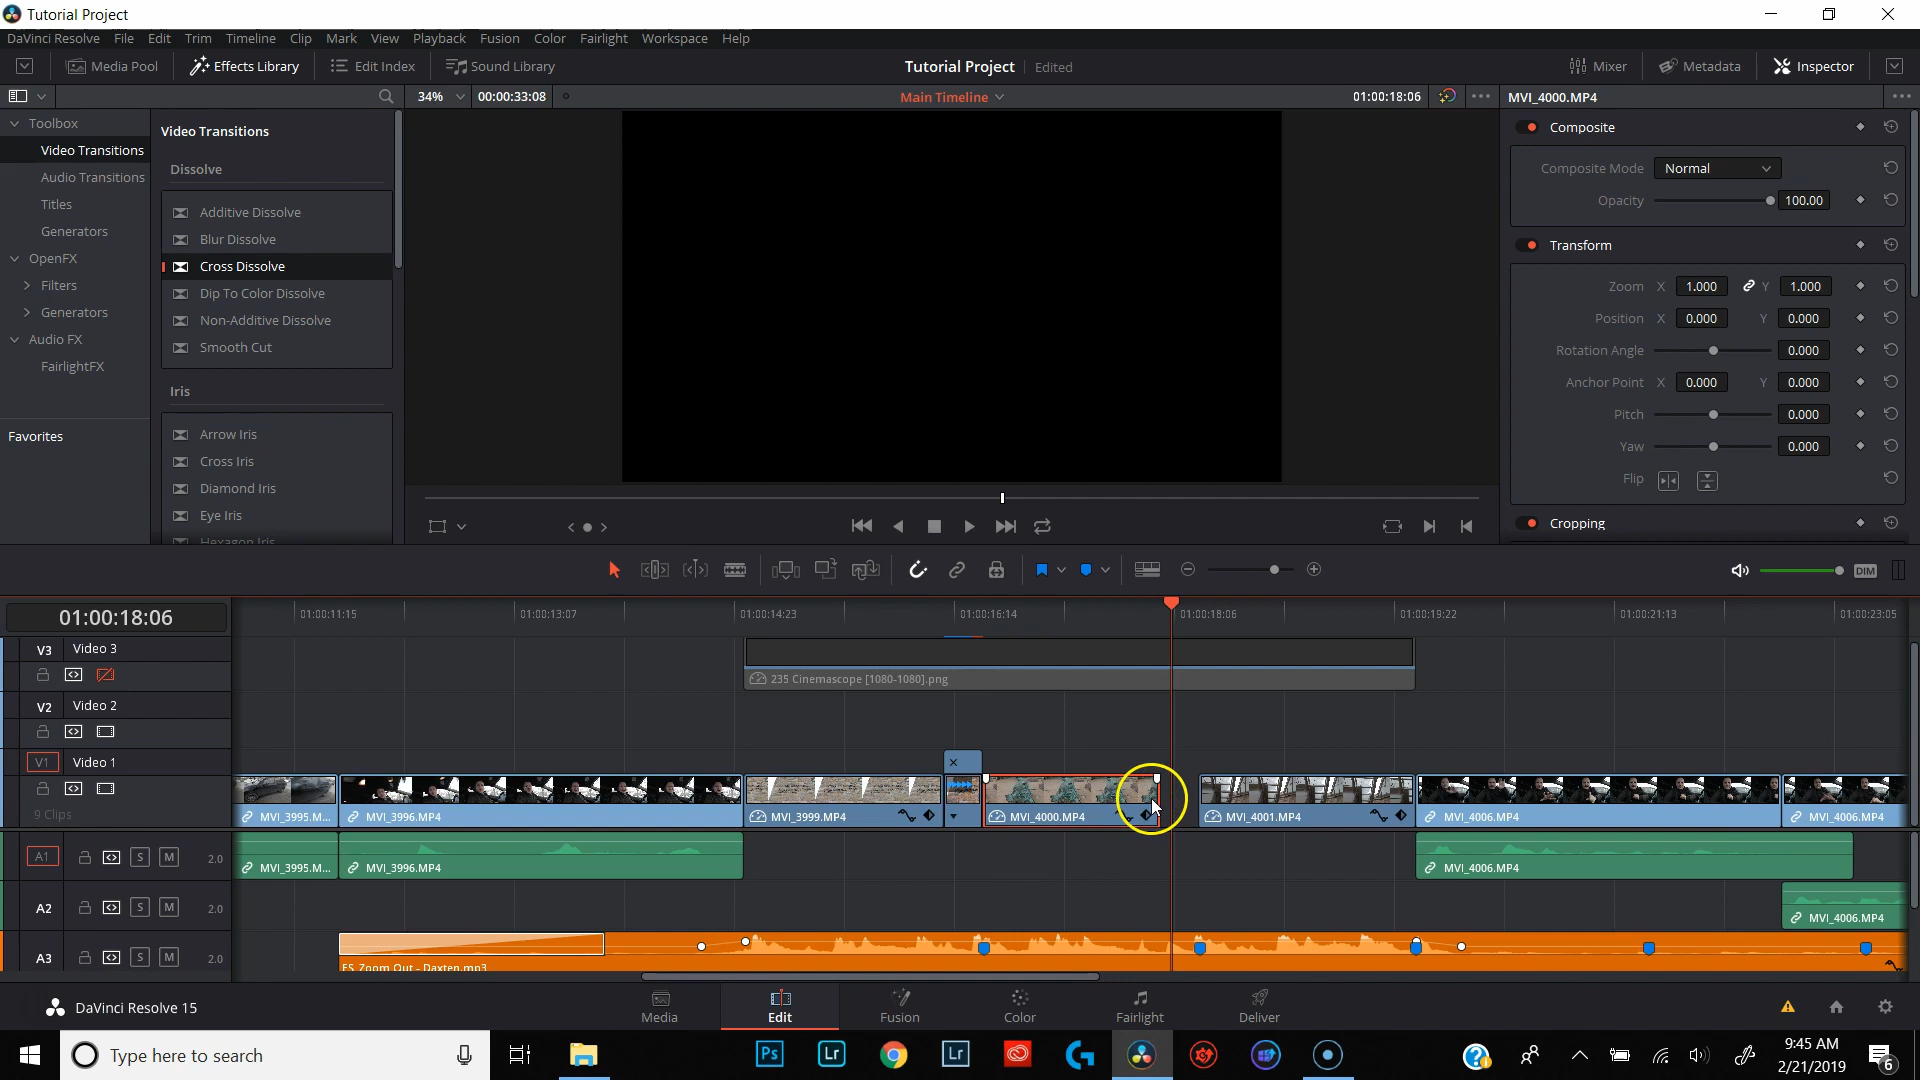 Tutorial Project
DaVinci Resolve File Edit Trim Timeline Clip Mark View Playback Fusion Color Fairlight Workspace Help
Media Pool Effects Library Edit Index Sound Library Tutorial Project Edited Mixer Metadata Inspector
34% 00:00:33:08 Main Timeline 01:00:18:06 MVI_4000.MP4
Toolbox
Video Transitions
Audio Transitions
Titles
Generators
OpenFX
Filters
Generators
Audio FX
FairlightFX
Favorites
Video Transitions
Dissolve
Additive Dissolve
Blur Dissolve
Cross Dissolve
Dip To Color Dissolve
Non-Additive Dissolve
Smooth Cut
Iris
Arrow Iris
Cross Iris
Diamond Iris
Eye Iris
Hexagon Iris
Composite
Composite Mode Normal
Opacity 100.00
Transform
Zoom X 1.000 Y 1.000
Position X 0.000 Y 0.000
Rotation Angle 0.000
Anchor Point X 0.000 Y 0.000
Pitch 0.000
Yaw 0.000
Flip
Cropping
DIM
01:00:18:06 01:00:11:15 01:00:13:07 01:00:14:23 01:00:16:14 01:00:18:06 01:00:19:22 01:00:21:13 01:00:23:05
V3 Video 3
235 Cinemascope [1080-1080].png
V2 Video 2
V1 Video 1
9 Clips
MVI_3995.M... MVI_3996.MP4 MVI_3999.MP4 MVI_4000.MP4 MVI_4001.MP4 MVI_4006.MP4 MVI_4006.MP4
A1 S M 2.0
MVI_3995.M... MVI_3996.MP4 MVI_4006.MP4
A2 S M 2.0
MVI_4006.MP4
A3 S M 2.0
FS_Zoom Out - Daxten.mp3
DaVinci Resolve 15
Media Edit Fusion Color Fairlight Deliver
Type here to search
Ps Lr Lr
9:45 AM
2/21/2019
6